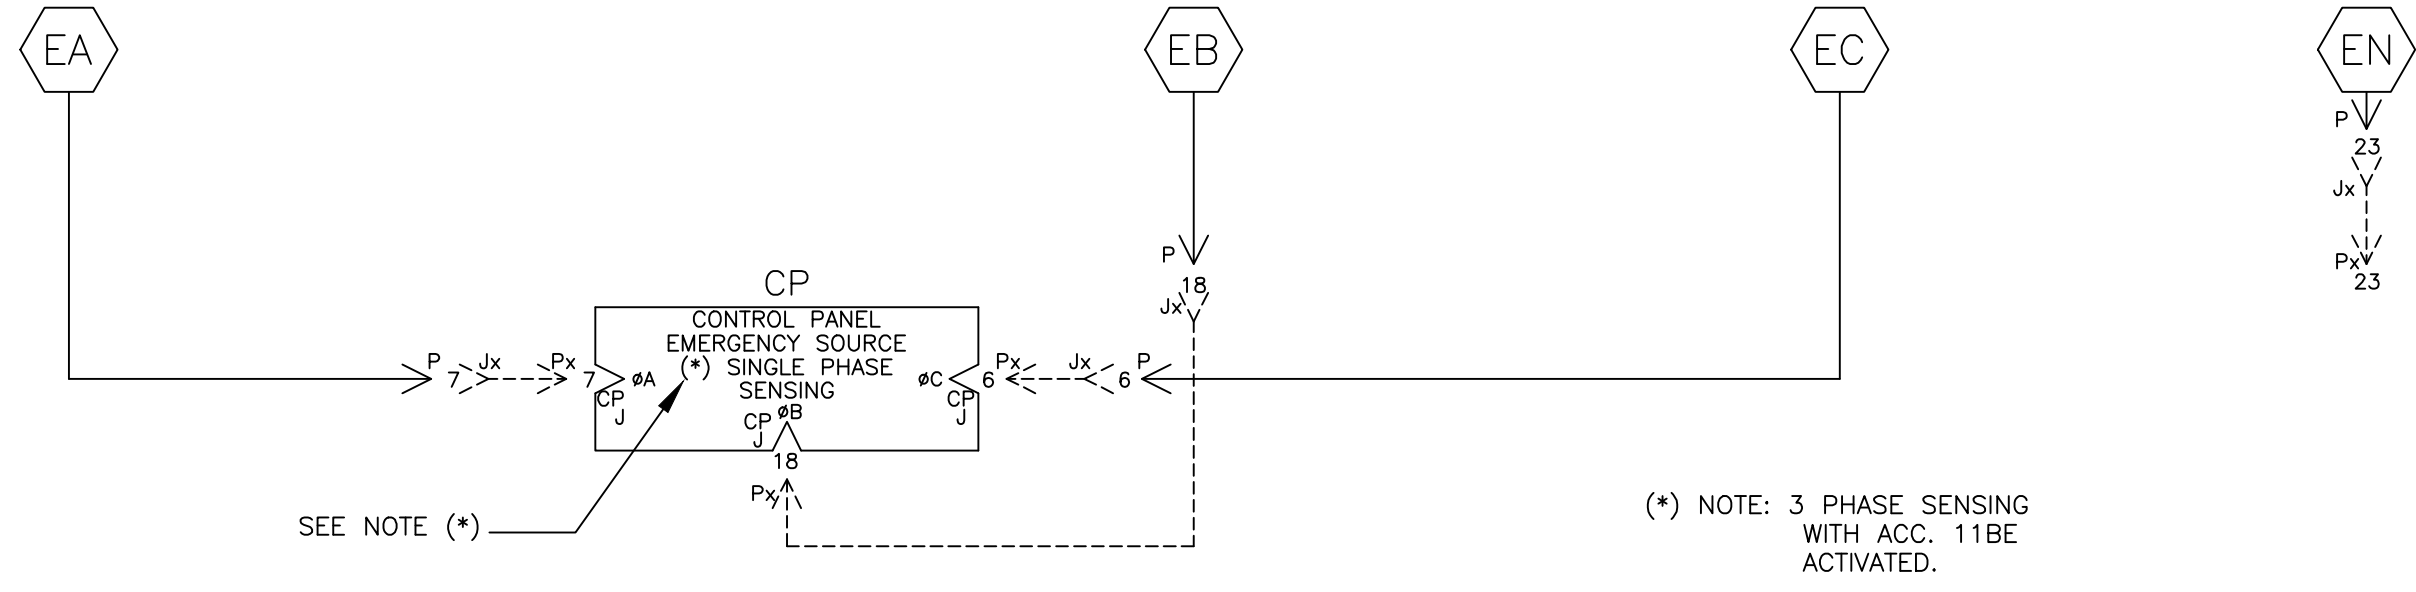 EA
EB
EC
EN
P
23
Jx
Px
23
P
18
Jx
CP
CONTROL PANEL
EMERGENCY SOURCE
(*) SINGLE PHASE
SENSING
P
7
Jx
Px
7
øA
CP
J
øC
CP
J
6
Px
Jx
6
P
øB
CP
J
18
Px
SEE NOTE (*)
(*) NOTE: 3 PHASE SENSING
WITH ACC. 11BE
ACTIVATED.